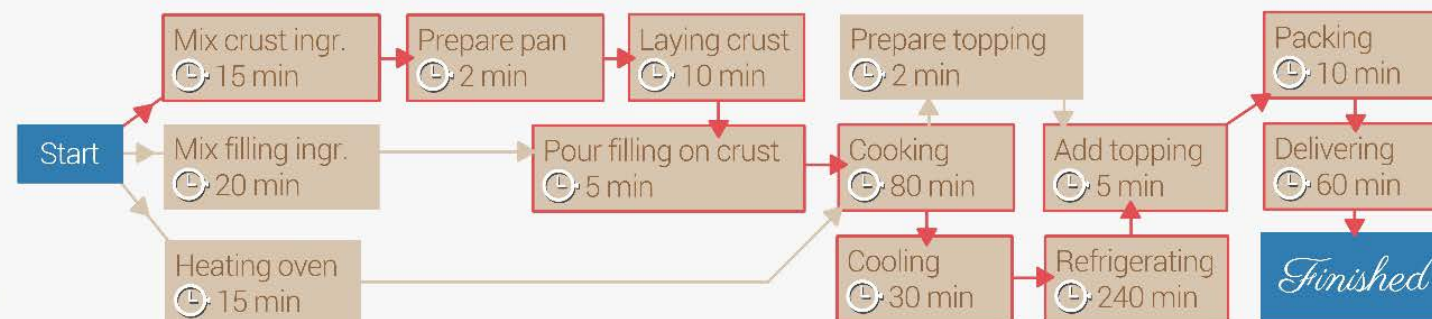 Start
Mix crust ingr.
15 min
Prepare pan
2 min
Laying crust
10 min
Mix filling ingr.
20 min
Pour filling on crust
5 min
Heating oven
15 min
Prepare topping
2 min
Cooking
80 min
Cooling
30 min
Refrigerating
240 min
Add topping
5 min
Packing
10 min
Delivering
60 min
Finished